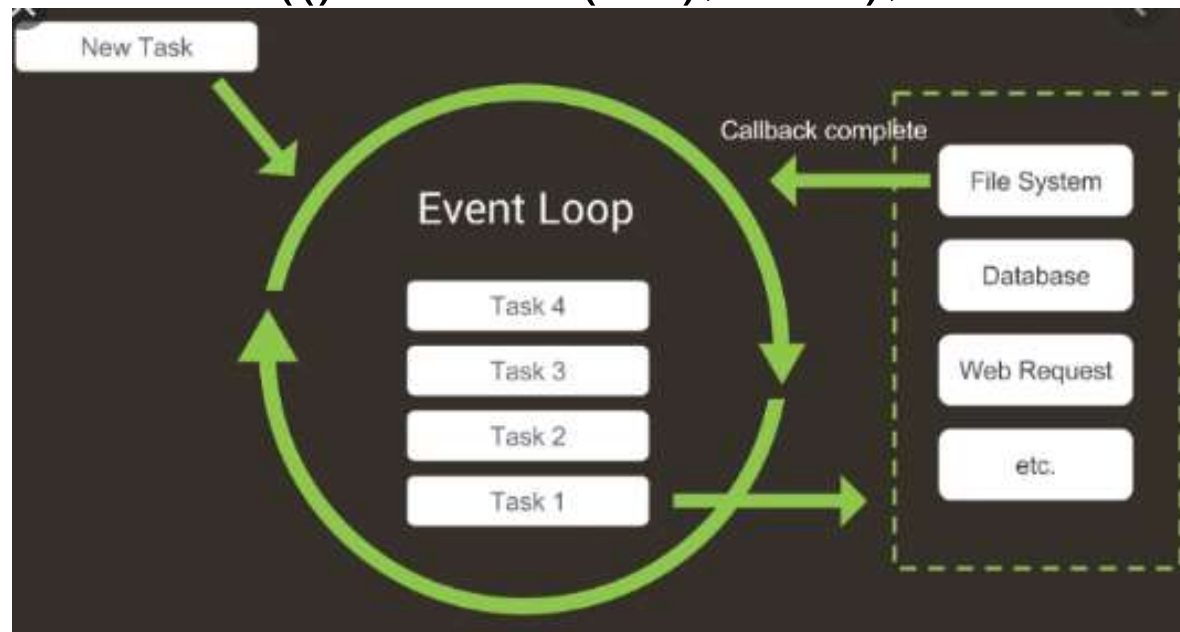 New Task
Callback complete
File System
Event Loop
Database
Task 4
Task 3
Web Request
Task 2
etc.
Task 1